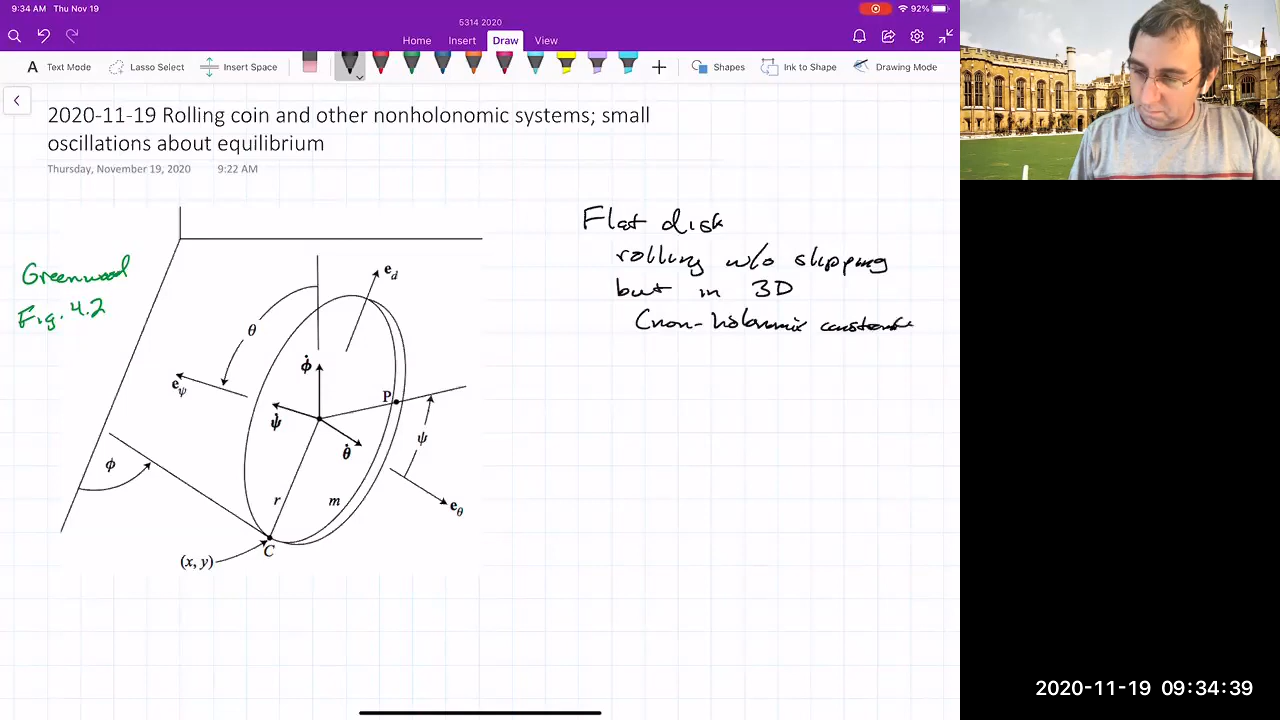 9:34 AM Thu Nov 19
92%
5314 2020
Home Insert Draw View
Text Mode Lasso Select Insert Space Shapes Ink to Shape Drawing Mode
2020-11-19 Rolling coin and other nonholonomic systems; small
oscillations about equilibrium
Thursday, November 19, 2020 9:22 AM
Greenwood
Fig. 4.2
Flat disk
rolling w/o slipping
but in 3D
(non-holonomic
e_d
θ
ϕ̇
e_ψ
P
ψ̇
θ̇
ψ
ϕ
r
m
e_θ
(x, y)
C
2020-11-19 09:34:39